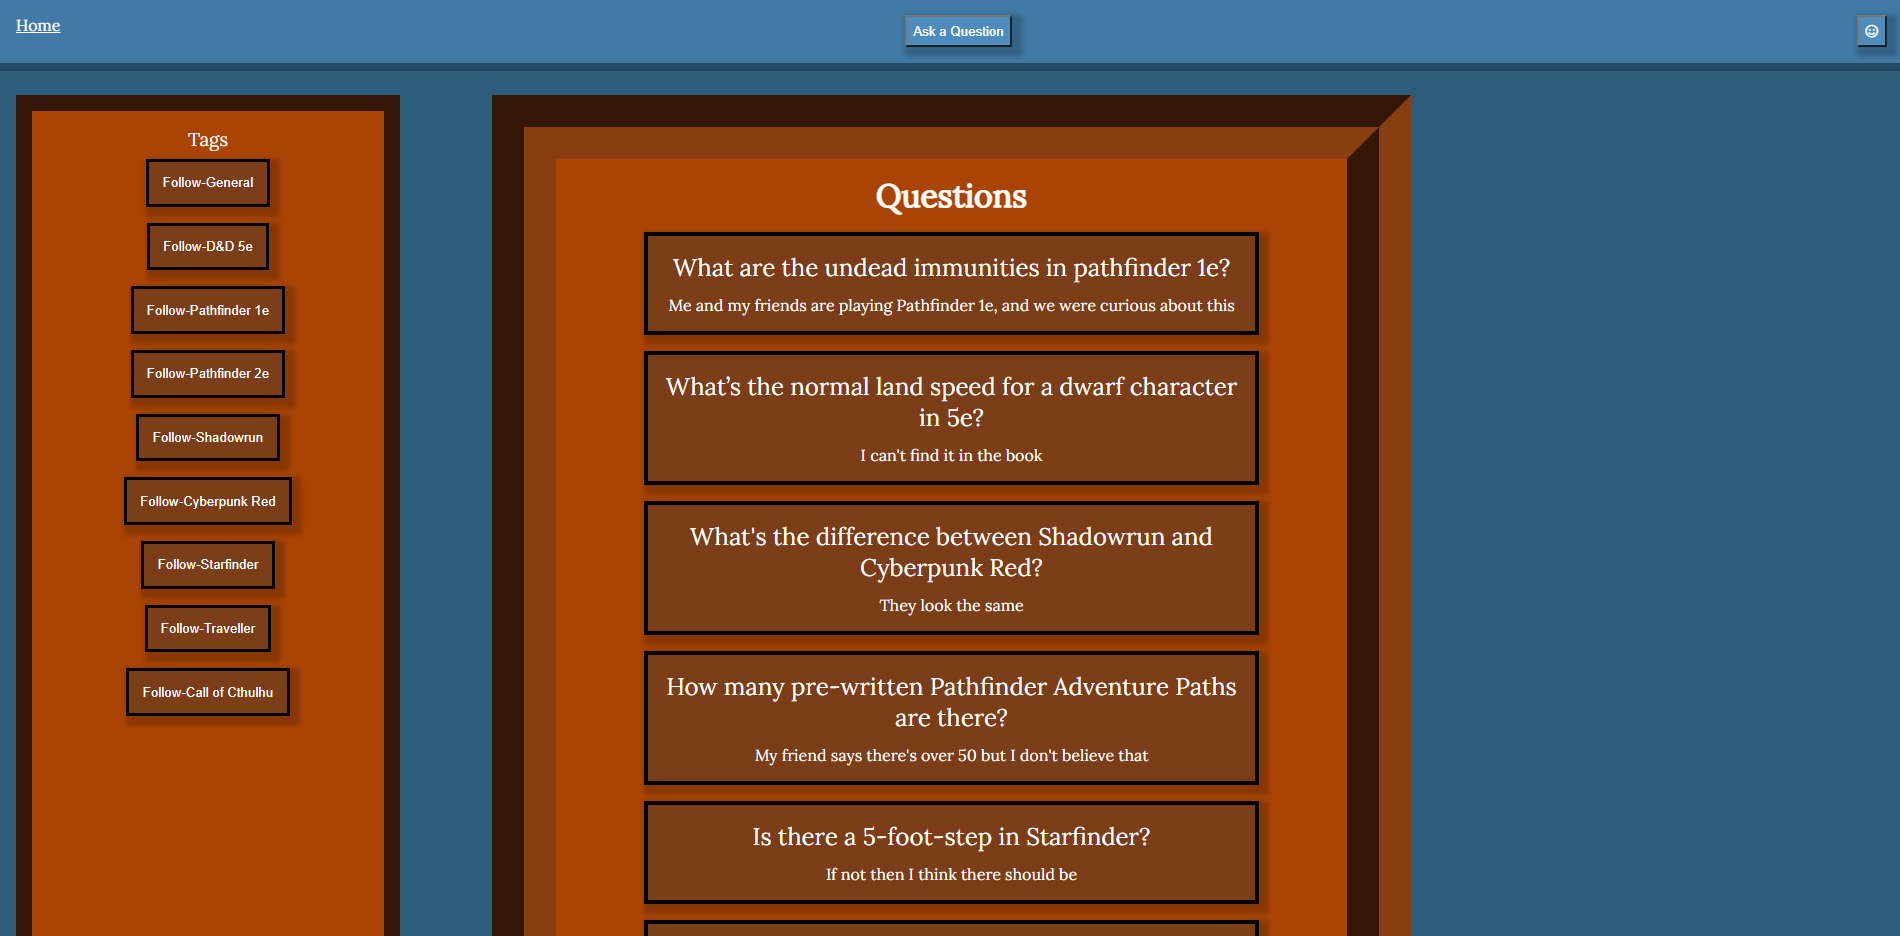 Home
Ask a Question
Tags
Follow-General
Follow-D&D 5e
Follow-Pathfinder 1e
Follow-Pathfinder 2e
Follow-Shadowrun
Follow-Cyberpunk Red
Follow-Starfinder
Follow-Traveller
Follow-Call of Cthulhu
Questions
What are the undead immunities in pathfinder 1e?
Me and my friends are playing Pathfinder 1e, and we were curious about this
What’s the normal land speed for a dwarf character
in 5e?
I can't find it in the book
What's the difference between Shadowrun and
Cyberpunk Red?
They look the same
How many pre-written Pathfinder Adventure Paths
are there?
My friend says there's over 50 but I don't believe that
Is there a 5-foot-step in Starfinder?
If not then I think there should be